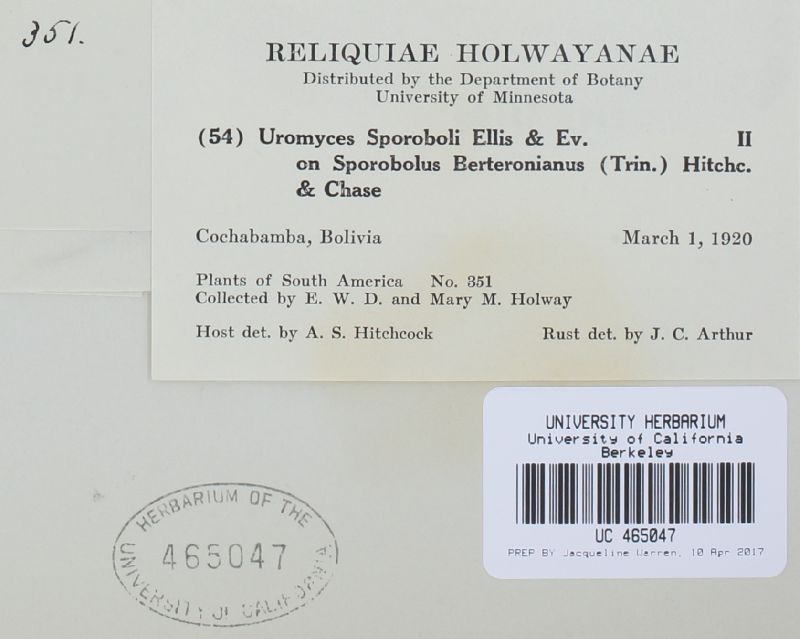 351.
RELIQUIAE HOLWAYANAE
Distributed by the Department of Botany
University of Minnesota
(54) Uromyces Sporoboli Ellis & Ev. II
on Sporobolus Berteronianus (Trin.) Hitchc.
& Chase
Cochabamba, Bolivia March 1, 1920
Plants of South America No. 351
Collected by E. W. D. and Mary M. Holway
Host det. by A. S. Hitchcock Rust det. by J. C. Arthur
UNIVERSITY HERBARIUM
University of California
Berkeley
UC 465047
PREP BY Jacqueline Warren, 10 Apr 2017
HERBARIUM OF THE
465047
UNIVERSITY OF CALIFORNIA